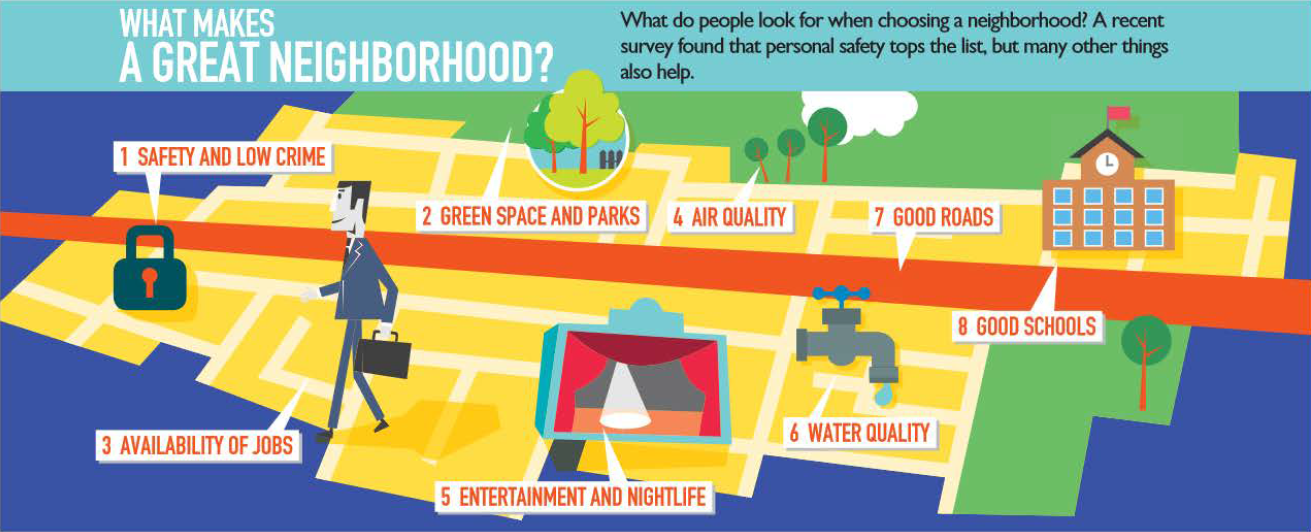 WHAT MAKES
A GREAT NEIGHBORHOOD?
What do people look for when choosing a neighborhood? A recent
survey found that personal safety tops the list, but many other things
also help.
1 SAFETY AND LOW CRIME
2 GREEN SPACE AND PARKS
3 AVAILABILITY OF JOBS
4 AIR QUALITY
5 ENTERTAINMENT AND NIGHTLIFE
6 WATER QUALITY
7 GOOD ROADS
8 GOOD SCHOOLS